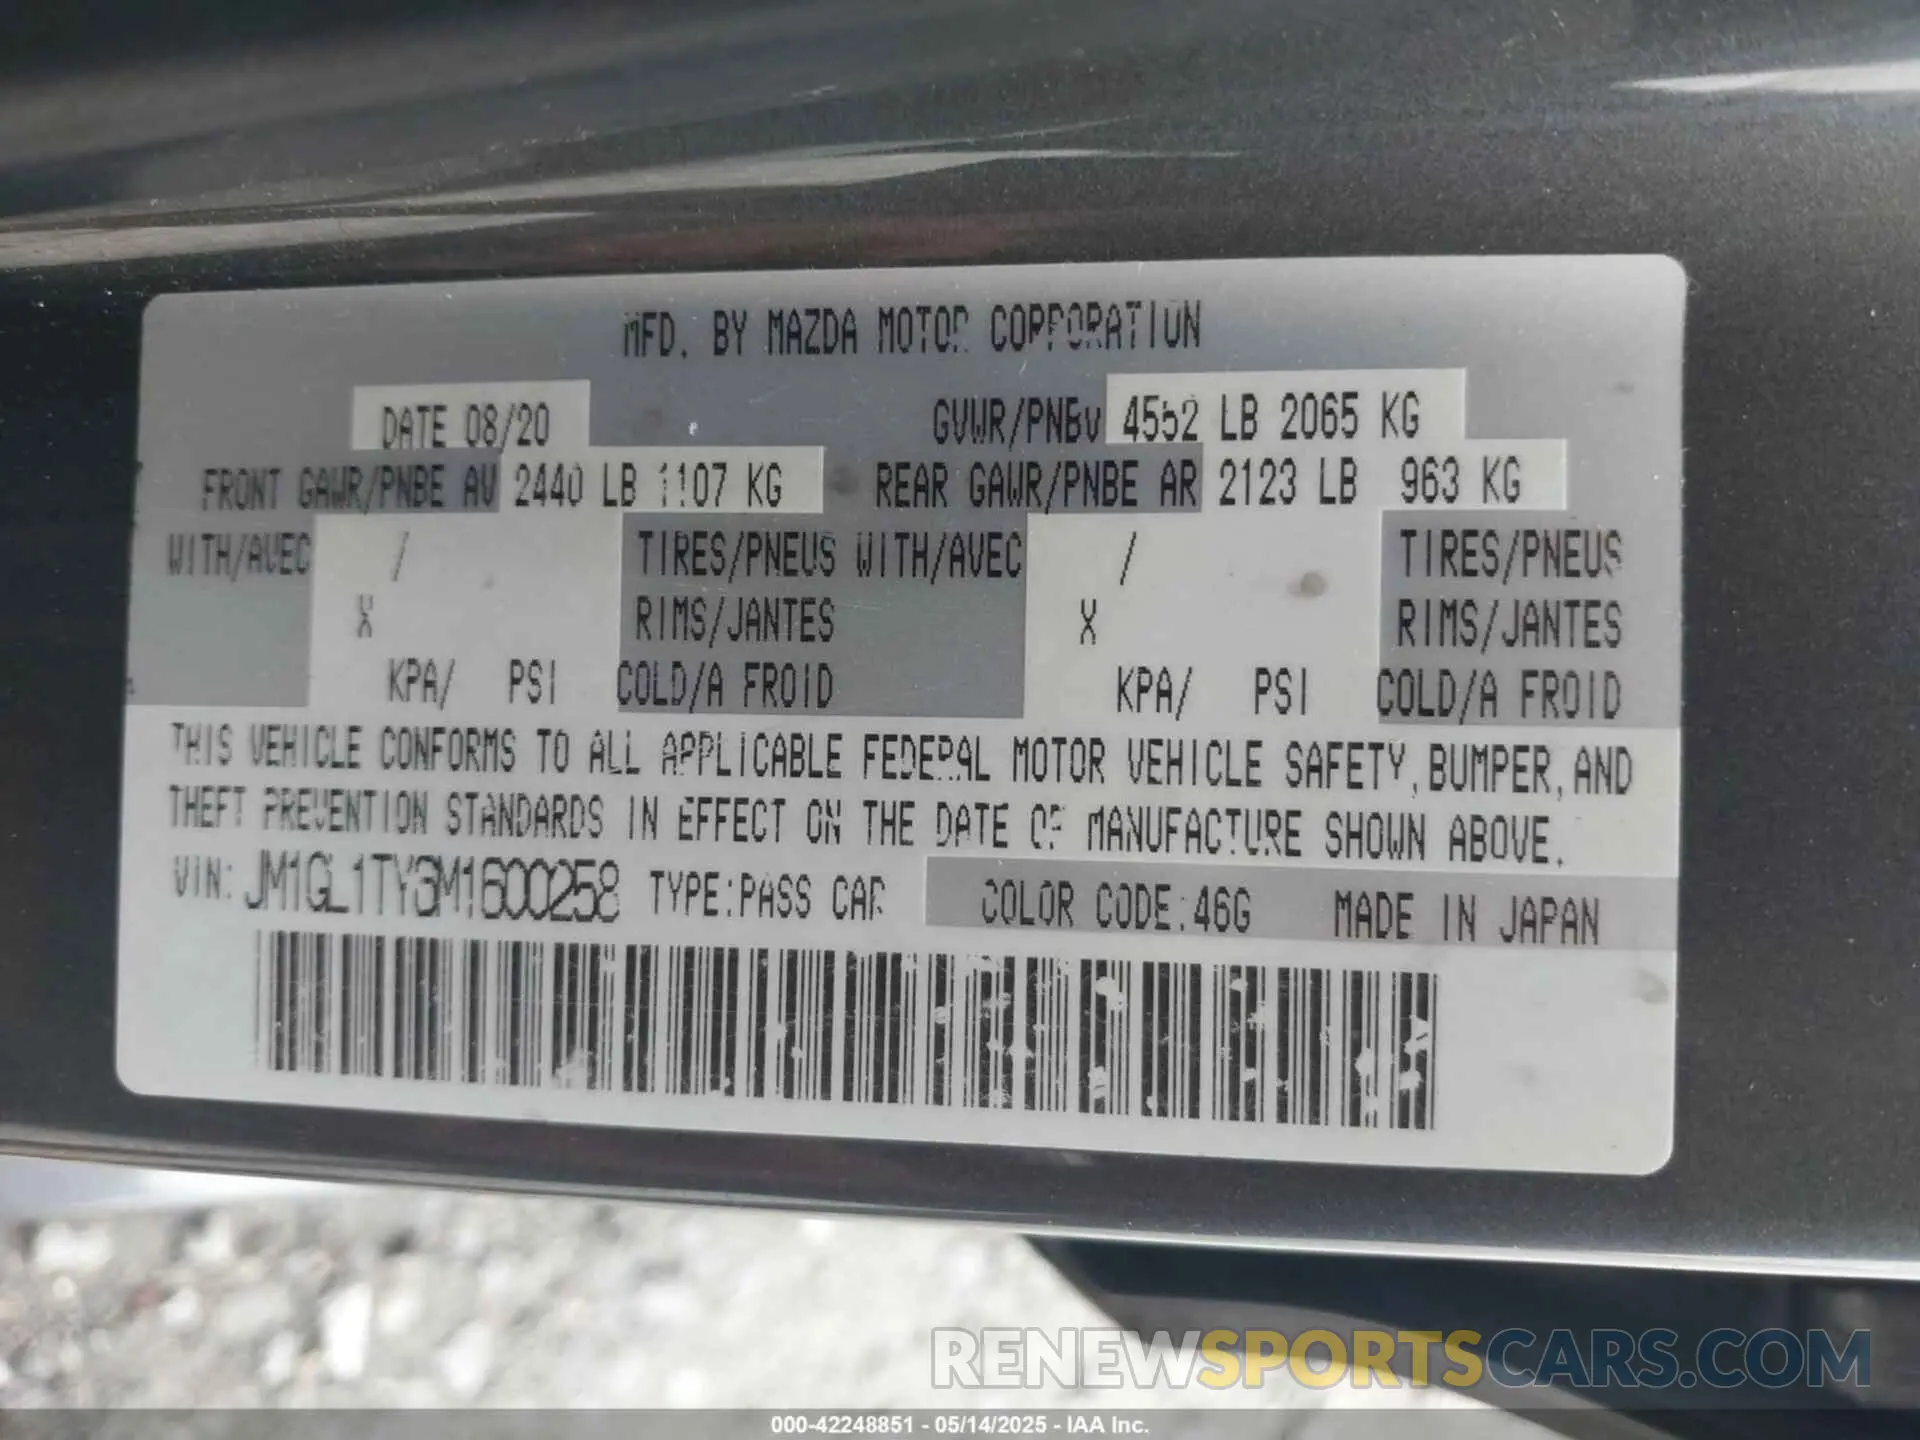 MFD. BY MAZDA MOTOR CORPORATION
DATE 08/20 GVWR/PNBV 4552 LB 2065 KG
FRONT GAWR/PNBE AV 2440 LB 1107 KG REAR GAWR/PNBE AR 2123 LB 963 KG
WITH/AVEC / TIRES/PNEUS WITH/AVEC / TIRES/PNEUS
X RIMS/JANTES X RIMS/JANTES
KPA/ PSI COLD/A FROID KPA/ PSI COLD/A FROID
THIS VEHICLE CONFORMS TO ALL APPLICABLE FEDERAL MOTOR VEHICLE SAFETY, BUMPER, AND
THEFT PREVENTION STANDARDS IN EFFECT ON THE DATE OF MANUFACTURE SHOWN ABOVE.
VIN: JM1GL1TY3M1600258 TYPE:PASS CAR COLOR CODE:46G MADE IN JAPAN
RENEWSPORTSCARS.COM
000-42248851 - 05/14/2025 - IAA Inc.